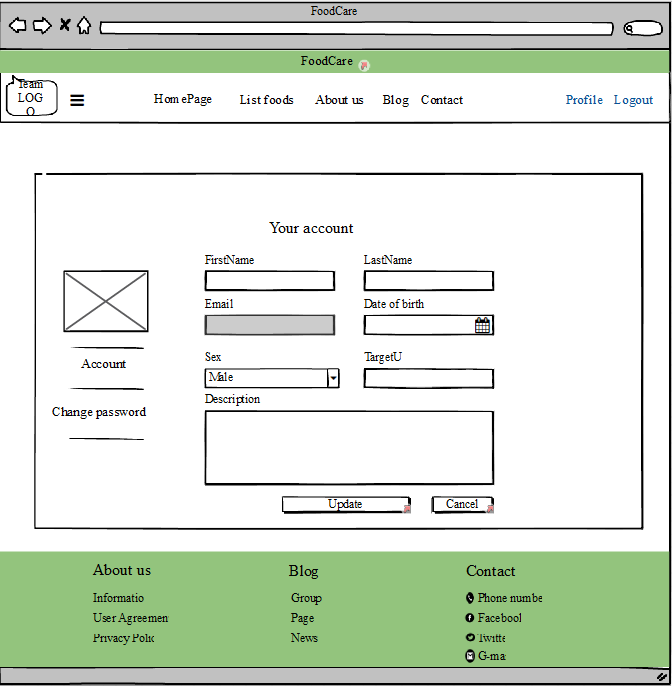 FoodCare
FoodCare
Team
LOG
O
HomePage List foods About us Blog Contact Profile Logout
Your account
FirstName LastName
Email Date of birth
Account
Sex TargetU
Male
Description
Change password
Update Cancel
About us Blog Contact
Informatio Group Phone numbe
User Agreemen Page Facebool
Privacy Polic News Twitte
G-ma